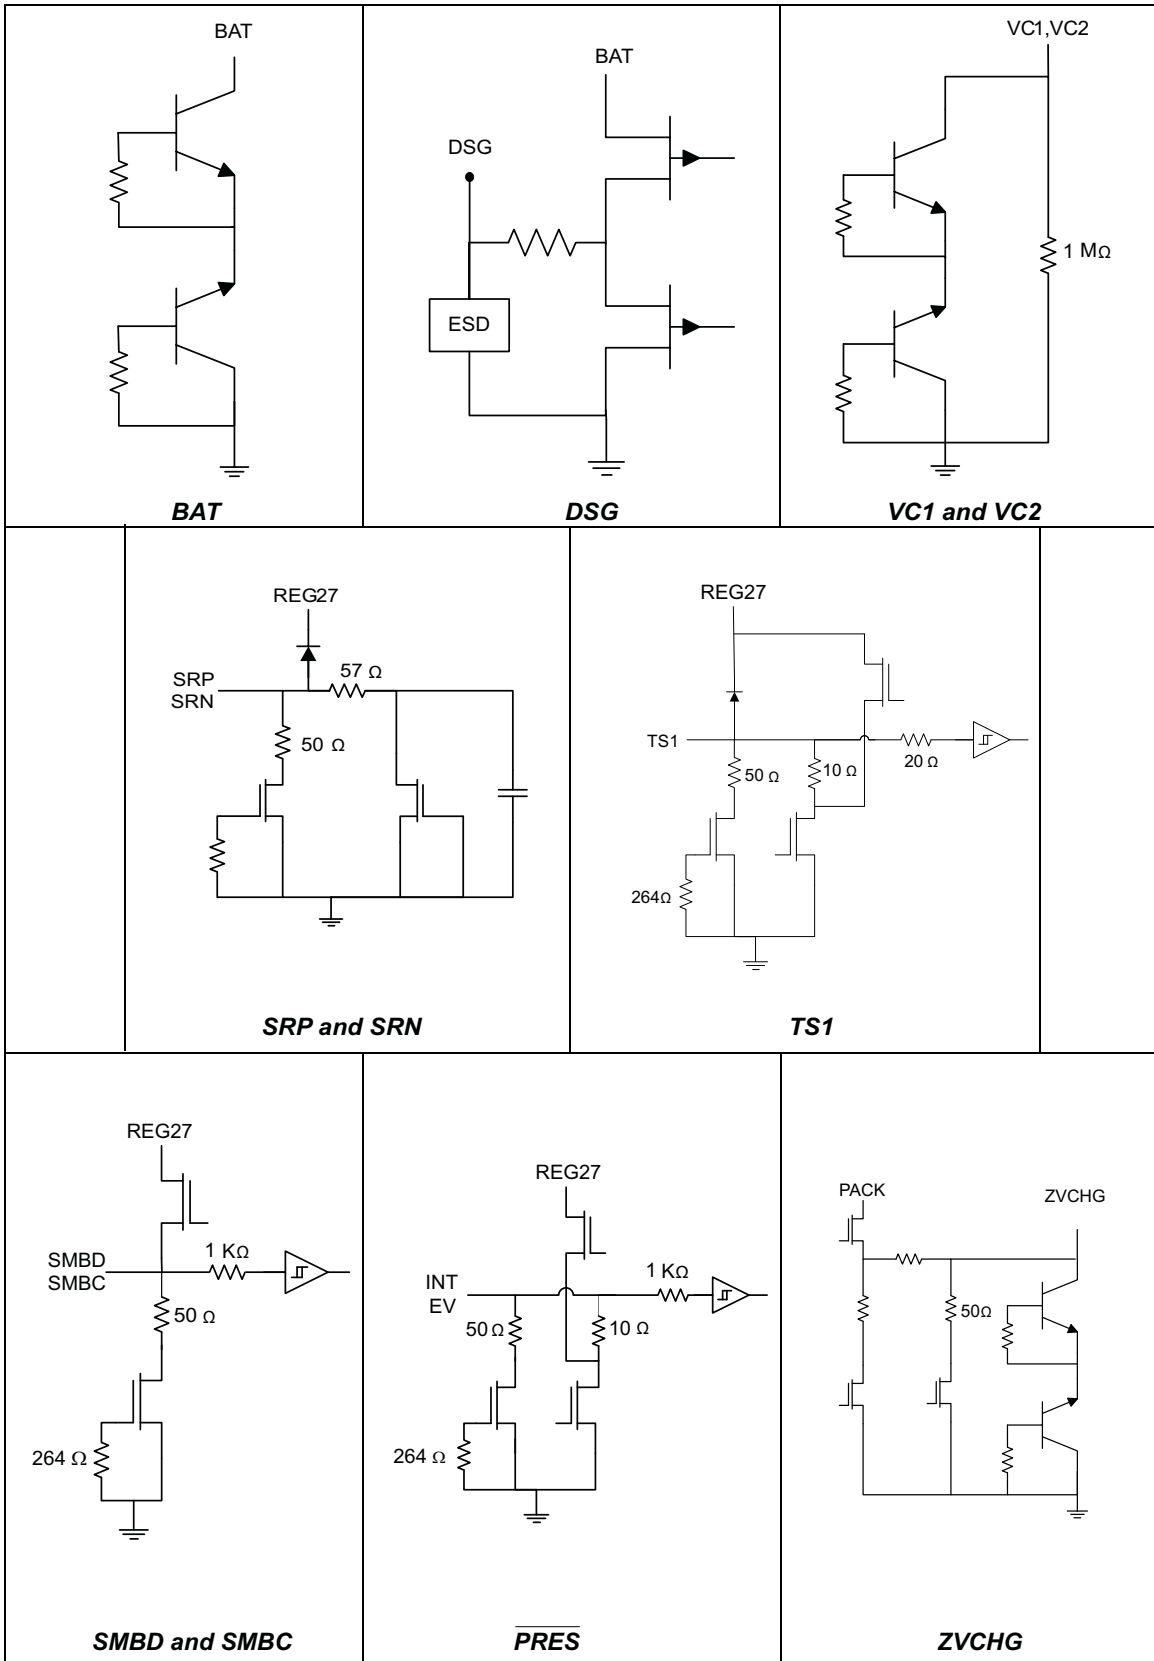 BAT
BAT
DSG
ESD
DSG
VC1,VC2
1 MΩ
VC1 and VC2
REG27
57 Ω
SRP
SRN
50 Ω
SRP and SRN
REG27
TS1
50 Ω
10 Ω
20 Ω
264Ω
TS1
REG27
SMBD
SMBC
1 KΩ
50 Ω
264 Ω
SMBD and SMBC
REG27
INT
EV
1 KΩ
50 Ω
10 Ω
264 Ω
PRES
PACK
ZVCHG
50Ω
ZVCHG
BAT